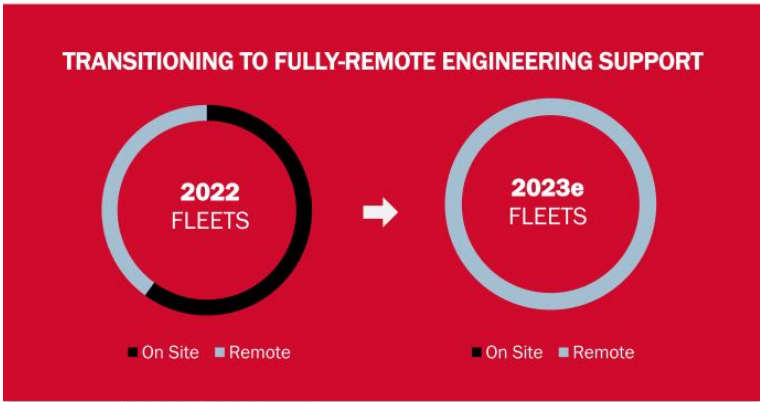 TRANSITIONING TO FULLY-REMOTE ENGINEERING SUPPORT
2022
FLEETS
2023e
FLEETS
On Site Remote
On Site Remote